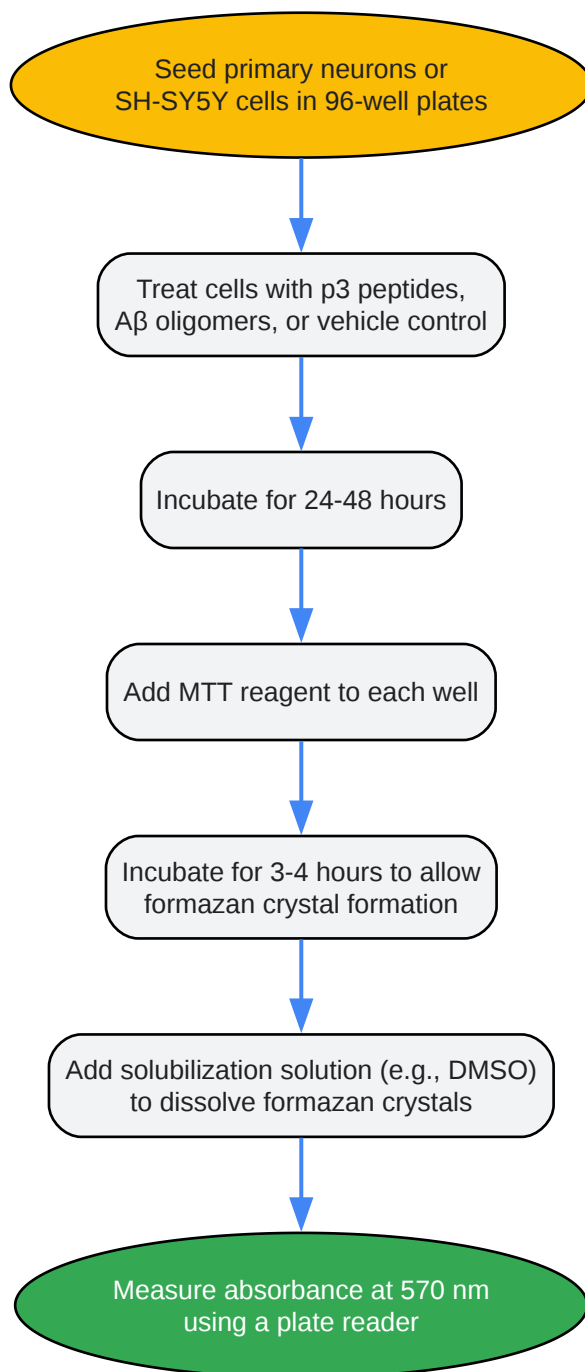 Seed primary neurons or
SH-SY5Y cells in 96-well plates
Treat cells with p3 peptides,
Aβ oligomers, or vehicle control
Incubate for 24-48 hours
Add MTT reagent to each well
Incubate for 3-4 hours to allow
formazan crystal formation
Add solubilization solution (e.g., DMSO)
to dissolve formazan crystals
Measure absorbance at 570 nm
using a plate reader